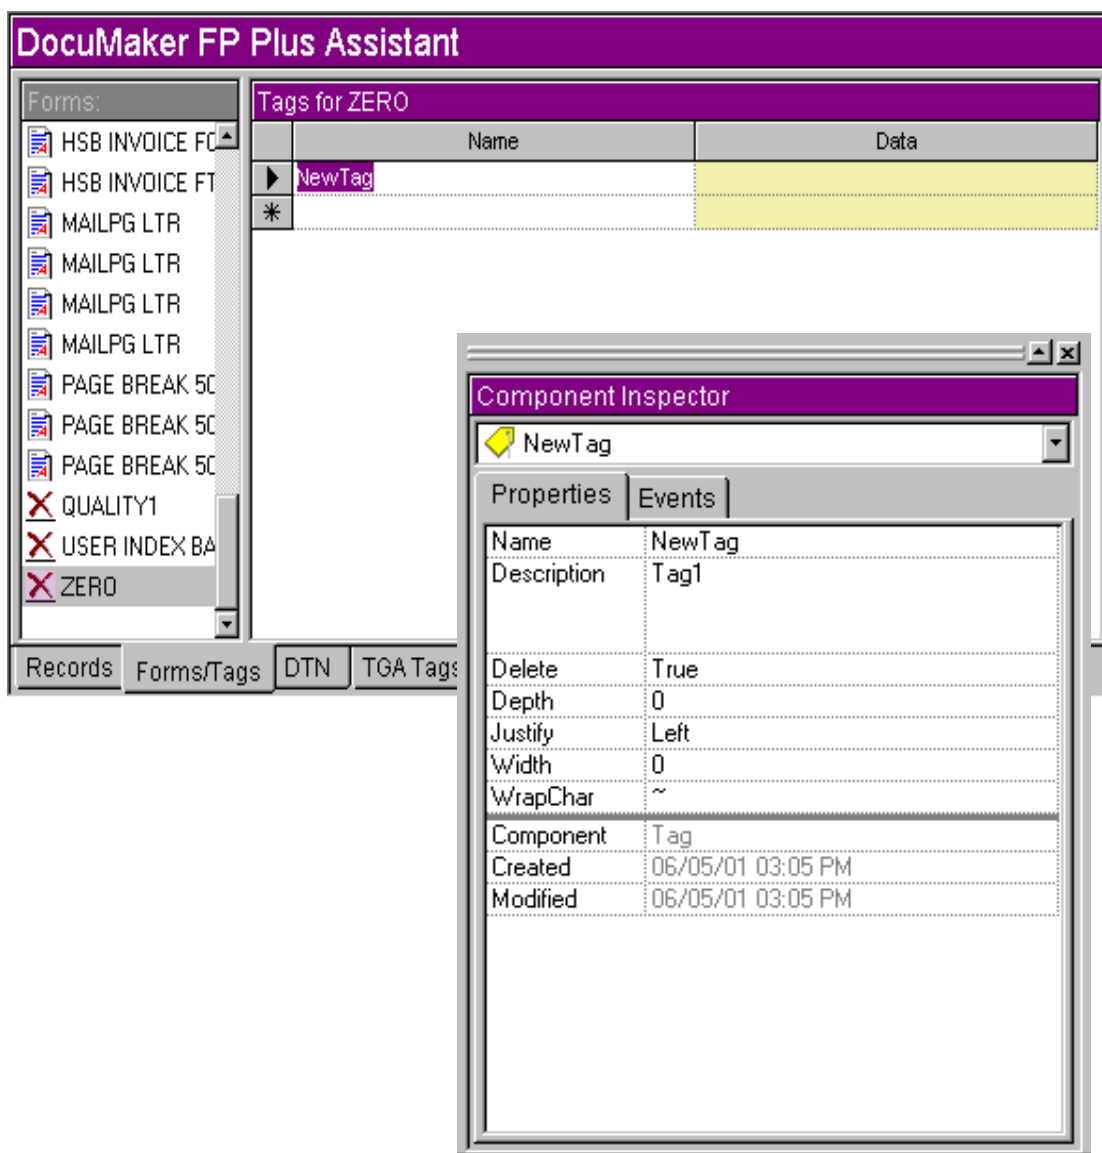 DocuMaker FP Plus Assistant
Forms:
HSB INVOICE FO
HSB INVOICE FT
MAILPG LTR
MAILPG LTR
MAILPG LTR
MAILPG LTR
PAGE BREAK 50
PAGE BREAK 50
PAGE BREAK 50
QUALITY1
USER INDEX BA
ZERO
Tags for ZERO
Name Data
NewTag
Records Forms/Tags DTN TGA Tags
Component Inspector
NewTag
Properties Events
Name NewTag
Description Tag1
Delete True
Depth 0
Justify Left
Width 0
WrapChar ~
Component Tag
Created 06/05/01 03:05 PM
Modified 06/05/01 03:05 PM